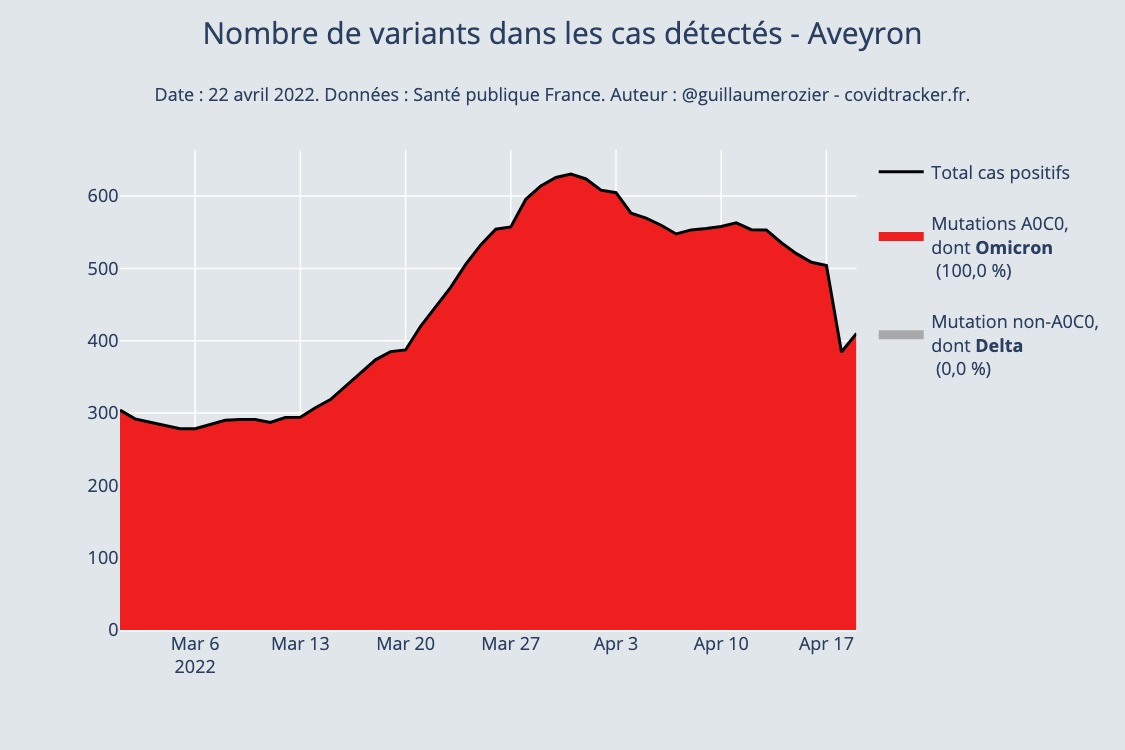 Nombre de variants dans les cas détectés - Aveyron
Date : 22 avril 2022. Données : Santé publique France. Auteur : @guillaumerozier - covidtracker.fr.
Total cas positifs
Mutations A0C0,
dont Omicron
(100,0 %)
Mutation non-A0C0,
dont Delta
(0,0 %)
600
500
400
300
200
100
0
Mar 6 Mar 13 Mar 20 Mar 27 Apr 3 Apr 10 Apr 17
2022